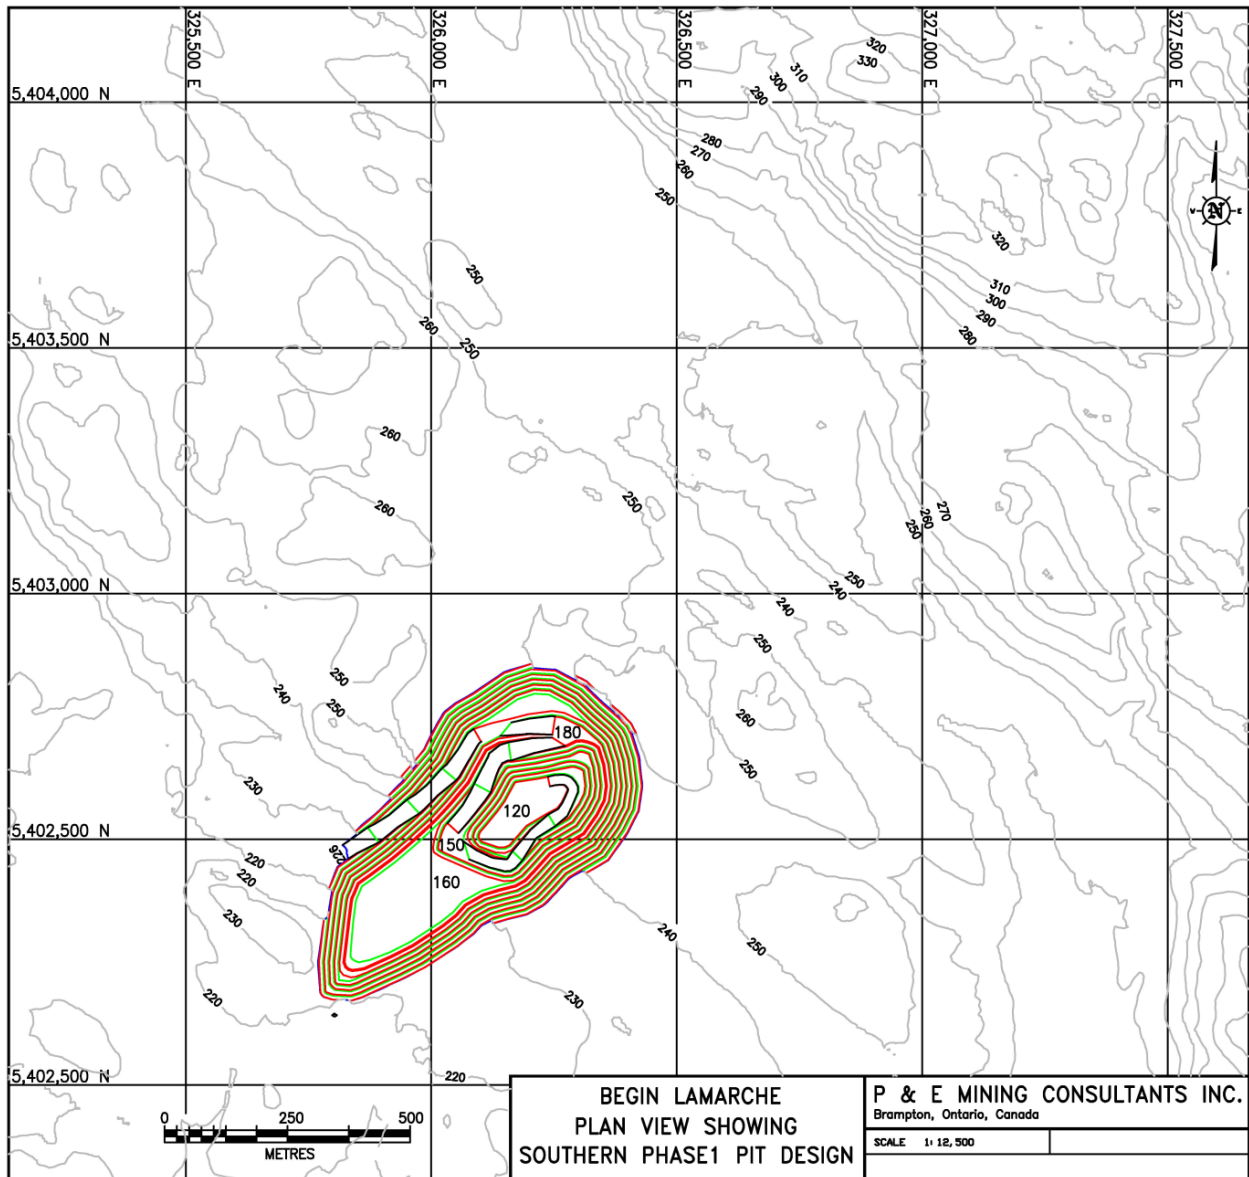 325,500 E
326,000 E
326,500 E
327,000 E
327,500 E
320
330
310
300
290
5,404,000 N
280
270
260
250
N
W E
320
250
310
300
290
280
260
250
5,403,500 N
260
260
250
270
260
250
5,403,000 N
250
240
240
250
250
240
250
260
180
250
230
120
5,402,500 N
150
226
220
220
160
230
240
250
220
230
5,402,500 N
220
0 250 500
METRES
BEGIN LAMARCHE
PLAN VIEW SHOWING
SOUTHERN PHASE1 PIT DESIGN
P & E MINING CONSULTANTS INC.
Brampton, Ontario, Canada
SCALE 1: 12,500